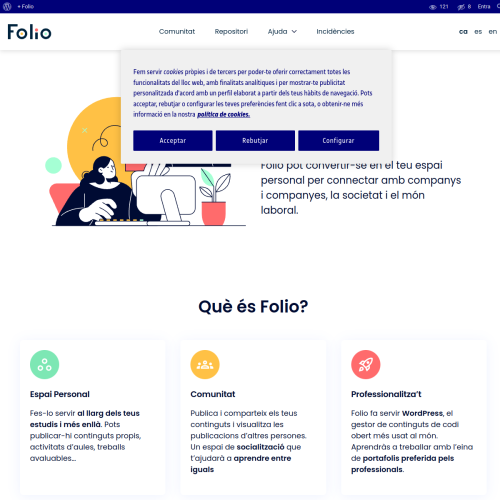 + Folio
121
8
Entra
Folio
Comunitat
Repositori
Ajuda
Incidències
ca
es
en
Fem servir cookies pròpies i de tercers per poder-te oferir correctament totes les
funcionalitats del lloc web, amb finalitats analítiques i per mostrar-te publicitat
personalitzada d'acord amb un perfil elaborat a partir dels teus hàbits de navegació. Pots
acceptar, rebutjar o configurar les teves preferències fent clic a sota, o obtenir-ne més
información en la nostra política de cookies.
Acceptar
Rebutjar
Configurar
Folio pot convertir-se en el teu espai
personal per connectar amb companys
i companyes, la societat i el món
laboral.
Què és Folio?
Espai Personal
Fes-lo servir al llarg dels teus
estudis i més enllà. Pots
publicar-hi continguts propis,
activitats d'aules, treballs
avaluables...
Comunitat
Publica i comparteix els teus
continguts i visualitza les
publicacions d'altres persones.
Un espai de socialització que
t'ajudarà a aprendre entre
iguals
Professionalitza't
Folio fa servir WordPress, el
gestor de continguts de codi
obert més usat al món.
Aprendràs a treballar amb l'eina
de portafolis preferida pels
professionals.